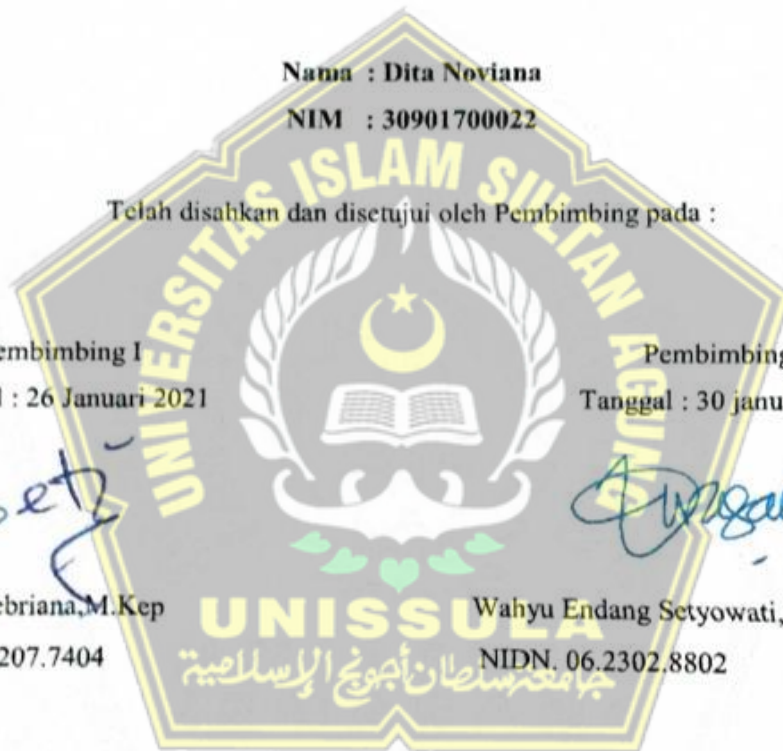 Nama : Dita Noviana
NIM : 30901700022
Telah disahkan dan disetujui oleh Pembimbing pada :
embimbing I
Pembimbing
l : 26 Januari 2021
Tanggal : 30 janu
ebriana,M.Kep
Wahyu Endang Setyowati,
207.7404
NIDN. 06.2302.8802
UNIVERSITAS ISLAM SULTAN AGUNG
UNISSULA
جامعة سلطان أجونج الإسلامية